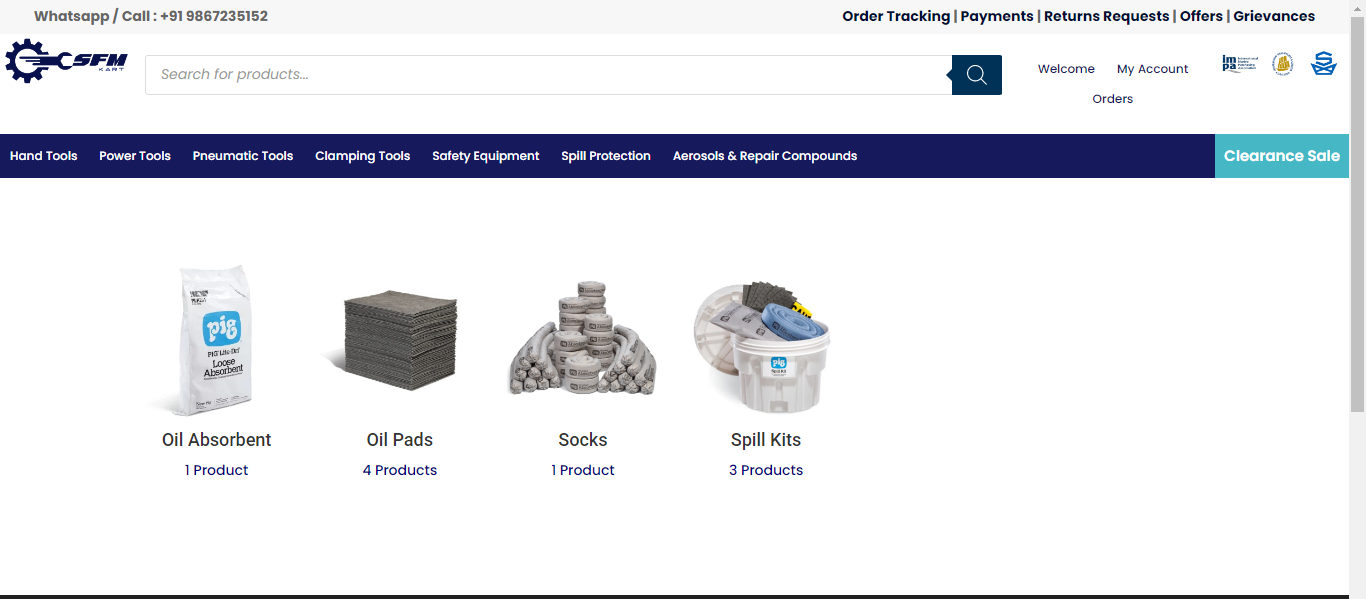 Whatsapp / Call : +91 9867235152
Order Tracking | Payments | Returns Requests | Offers | Grievances
SFM
KART
Search for products...
Welcome
My Account
Orders
impa
Hand Tools
Power Tools
Pneumatic Tools
Clamping Tools
Safety Equipment
Spill Protection
Aerosols & Repair Compounds
Clearance Sale
pig
PIG Lite-Dri
Loose
Absorbent
pig
Oil Absorbent
1 Product
Oil Pads
4 Products
Socks
1 Product
Spill Kits
3 Products